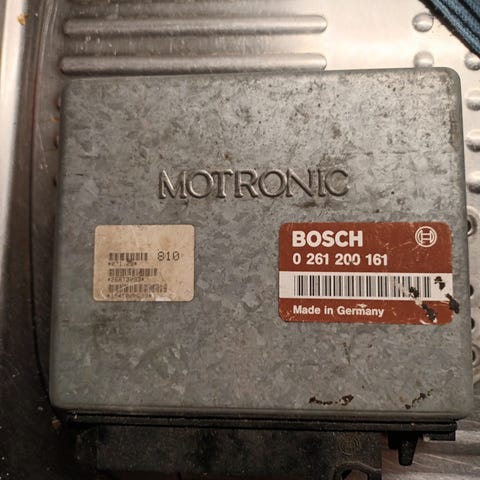 MOTRONIC
810
BOSCH
0 261 200 161
Made in Germany